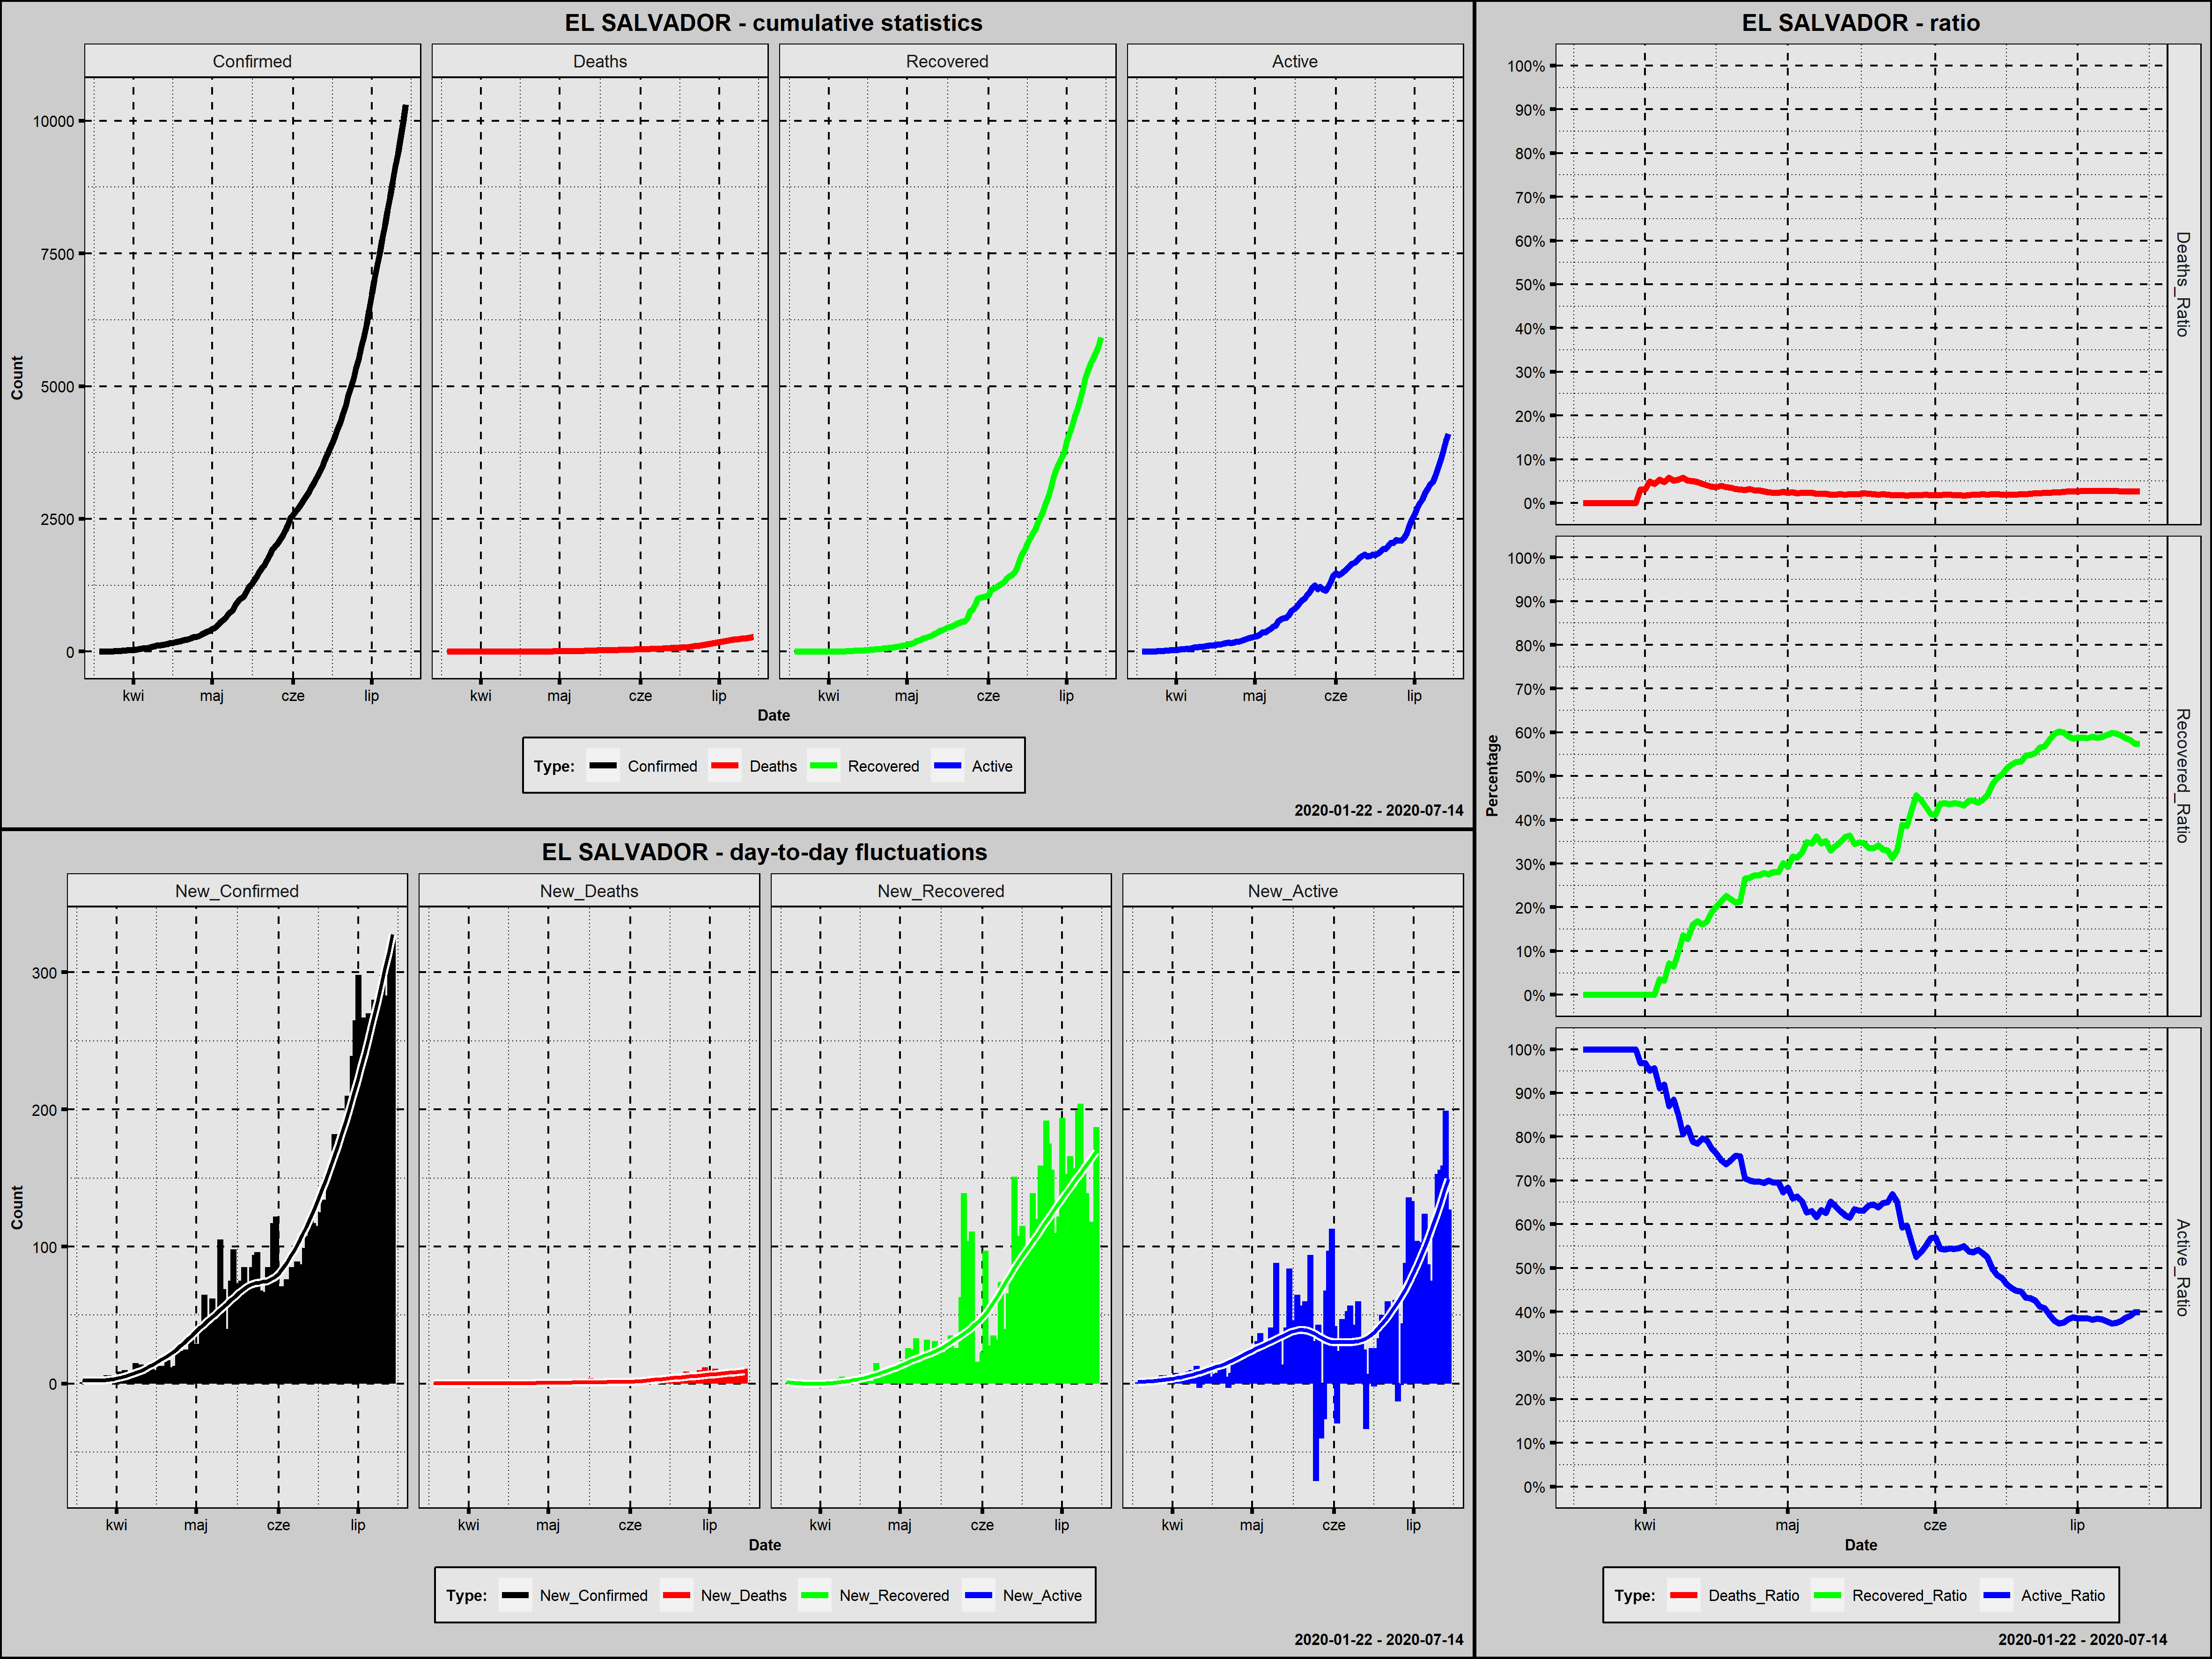 EL SALVADOR - cumulative statistics
Confirmed Deaths Recovered Active
Count
10000
7500
5000
2500
0
kwi maj cze lip kwi maj cze lip kwi maj cze lip kwi maj cze lip
Date
Type: Confirmed Deaths Recovered Active
2020-01-22 - 2020-07-14
EL SALVADOR - day-to-day fluctuations
New_Confirmed New_Deaths New_Recovered New_Active
Count
300
200
100
0
kwi maj cze lip kwi maj cze lip kwi maj cze lip kwi maj cze lip
Date
Type: New_Confirmed New_Deaths New_Recovered New_Active
2020-01-22 - 2020-07-14
EL SALVADOR - ratio
Percentage
100%
90%
80%
70%
60%
50%
40%
30%
20%
10%
0%
Deaths_Ratio
100%
90%
80%
70%
60%
50%
40%
30%
20%
10%
0%
Recovered_Ratio
100%
90%
80%
70%
60%
50%
40%
30%
20%
10%
0%
Active_Ratio
kwi maj cze lip
Date
Type: Deaths_Ratio Recovered_Ratio Active_Ratio
2020-01-22 - 2020-07-14